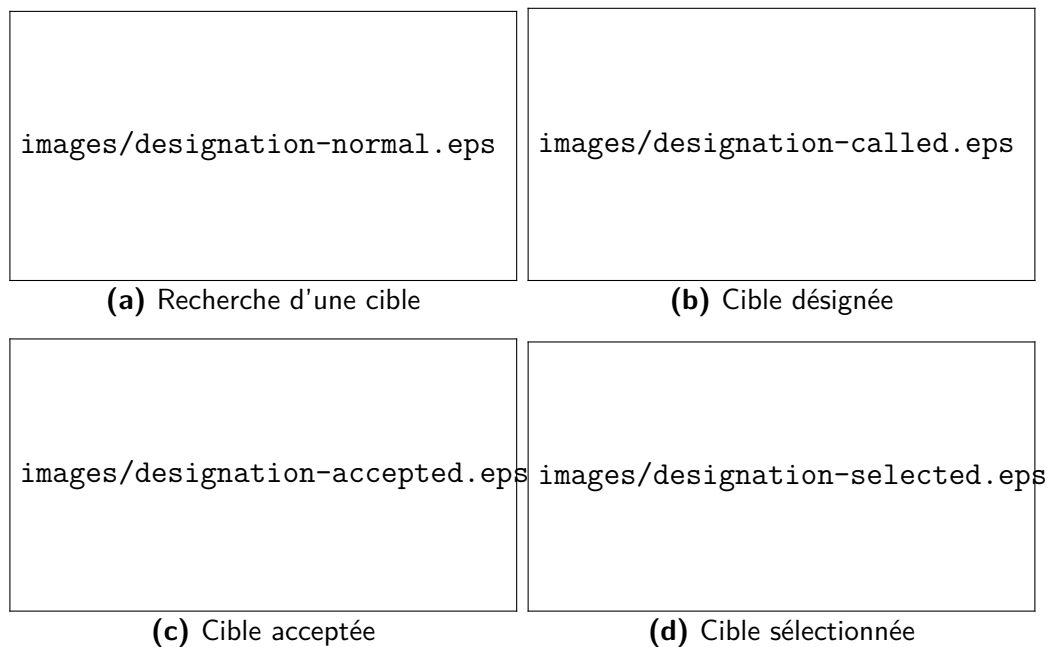 images/designation-normal.eps
images/designation-called.eps
(a) Recherche d'une cible
(b) Cible désignée
images/designation-accepted.eps
images/designation-selected.eps
(c) Cible acceptée
(d) Cible sélectionnée